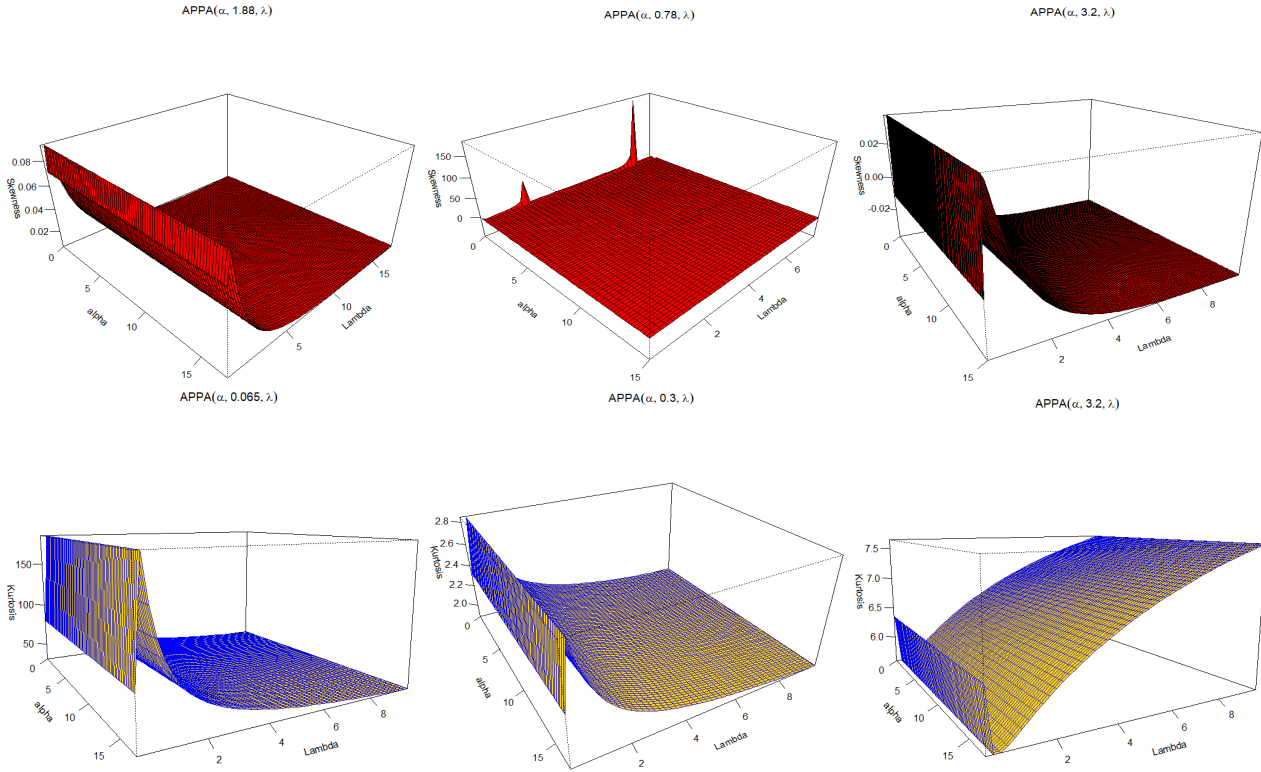 APPA(α, 1.88, λ)
0.08
0.06
0.04
0.02
Skewness
0
5
10
15
alpha
5
10
15
Lambda
APPA(α, 0.78, λ)
150
100
50
0
Skewness
0
5
10
15
alpha
2
4
6
Lambda
APPA(α, 3.2, λ)
0.02
0.00
-0.02
Skewness
0
5
10
15
alpha
2
4
6
8
Lambda
APPA(α, 0.065, λ)
150
100
50
Kurtosis
0
5
10
15
alpha
2
4
6
8
Lambda
APPA(α, 0.3, λ)
2.8
2.6
2.4
2.2
2.0
Kurtosis
0
5
10
15
alpha
2
4
6
8
Lambda
APPA(α, 3.2, λ)
7.5
7.0
6.5
6.0
Kurtosis
0
5
10
15
alpha
2
4
6
8
Lambda